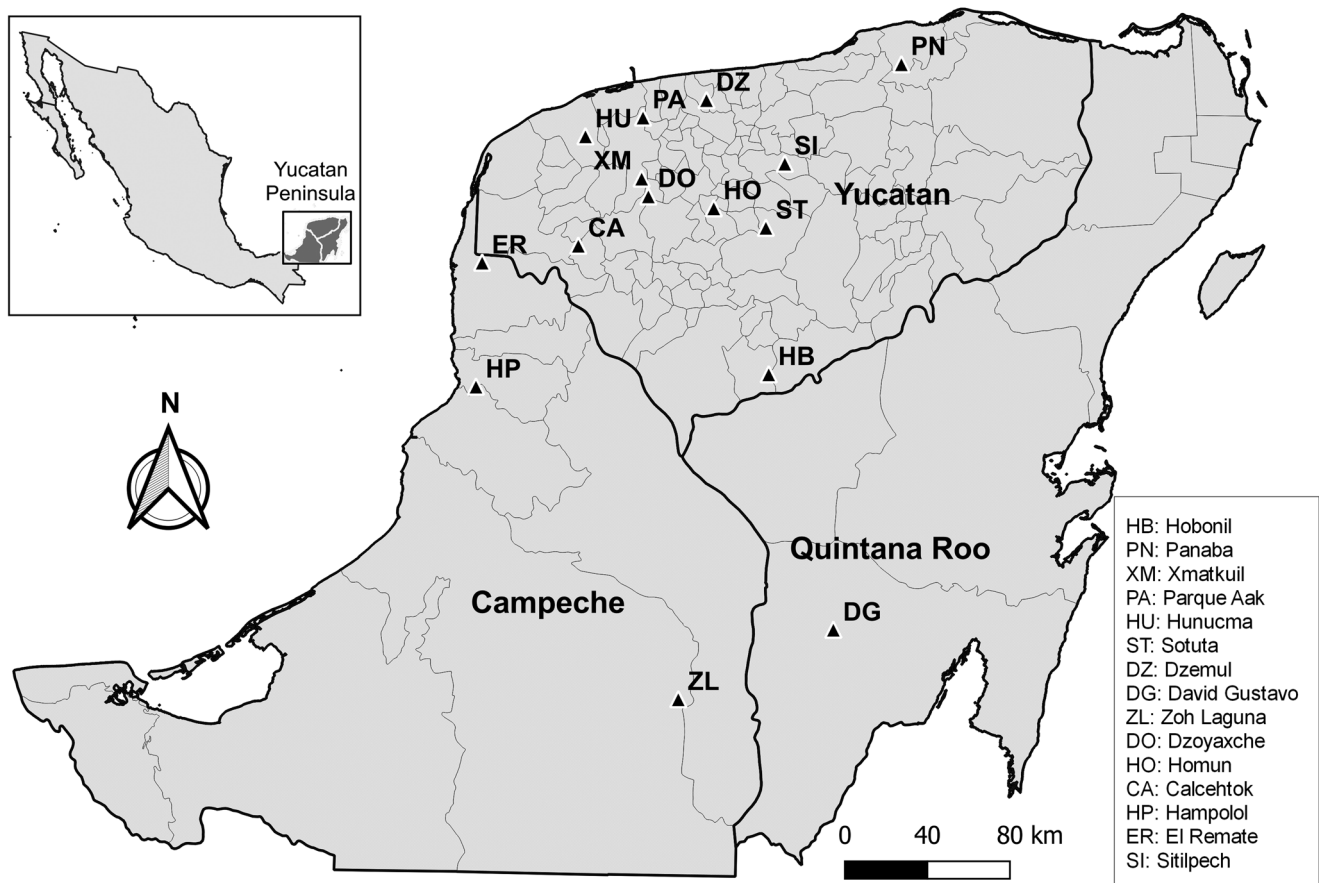 Yucatan
Peninsula
N
PN
DZ
PA
HU
SI
XM
DO
HO
Yucatan
ST
CA
ER
HB
HP
Quintana Roo
Campeche
DG
ZL
HB: Hobonil
PN: Panaba
XM: Xmatkuil
PA: Parque Aak
HU: Hunucma
ST: Sotuta
DZ: Dzemul
DG: David Gustavo
ZL: Zoh Laguna
DO: Dzoyaxche
HO: Homun
CA: Calcehtok
HP: Hampolol
ER: El Remate
SI: Sitilpech
0 40 80 km